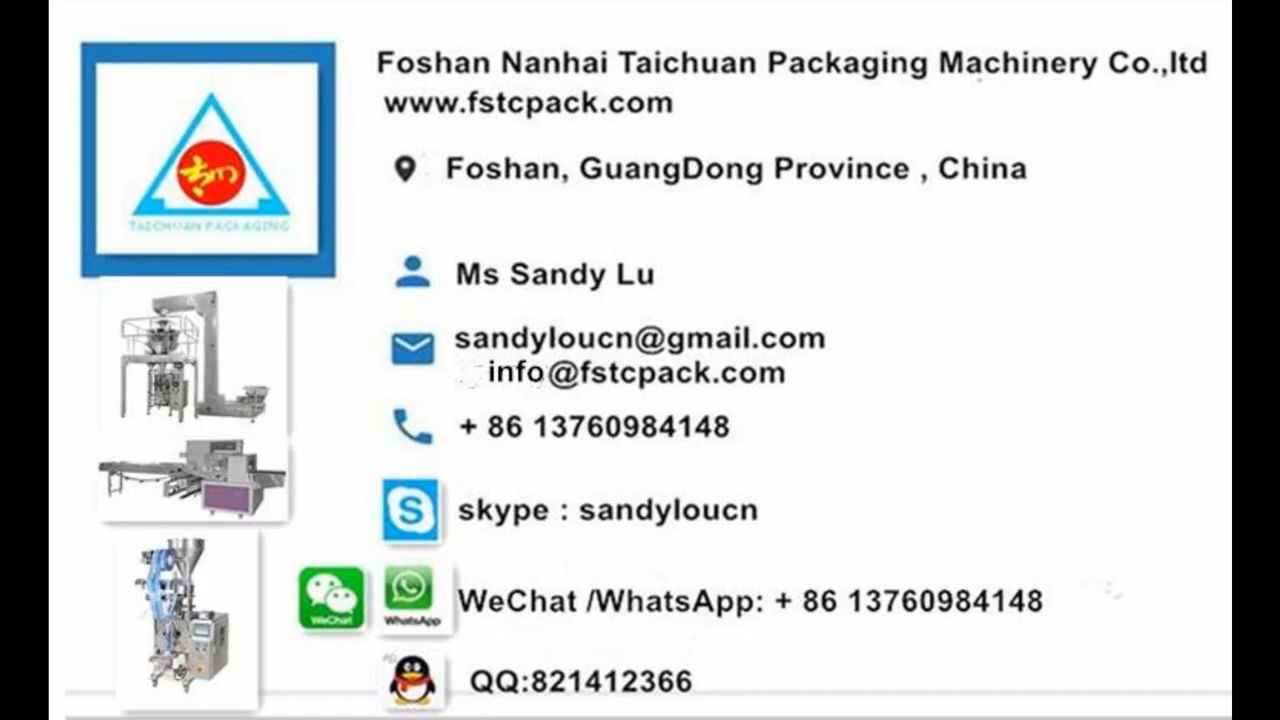 Foshan Nanhai Taichuan Packaging Machinery Co.,ltd
www.fstcpack.com
TAICHUAN PACKAGING
Foshan, GuangDong Province , China
Ms Sandy Lu
sandyloucn@gmail.com
info@fstcpack.com
+ 86 13760984148
skype : sandyloucn
WeChat
WhatsApp
WeChat /WhatsApp: + 86 13760984148
QQ:821412366